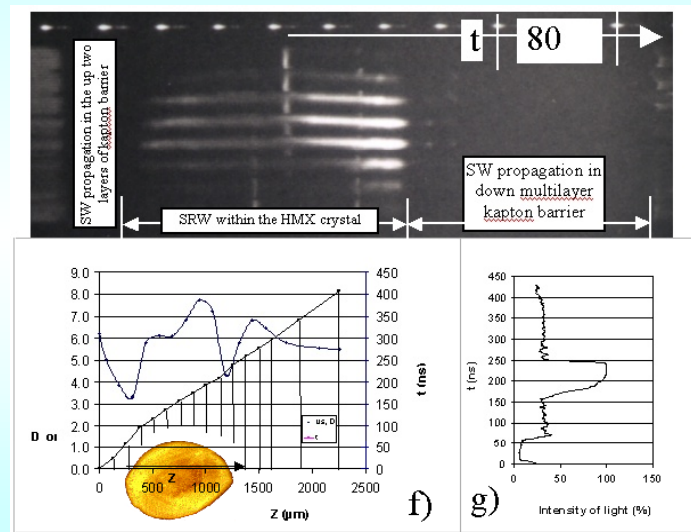 t
80
SW propagation in the up two
layers of kapton barrier
SRW within the HMX crystal
SW propagation in
down multilayer
kapton barrier
9.0
8.0
7.0
6.0
5.0
4.0
3.0
2.0
1.0
0.0
D or
450
400
350
300
250
200
150
100
50
0
t (ns)
us, D
t
Z
0
500
1000
1500
2000
2500
Z (µm)
f)
450
400
350
300
250
200
150
100
50
0
t (ns)
0
50
100
150
Intensity of light (%)
g)